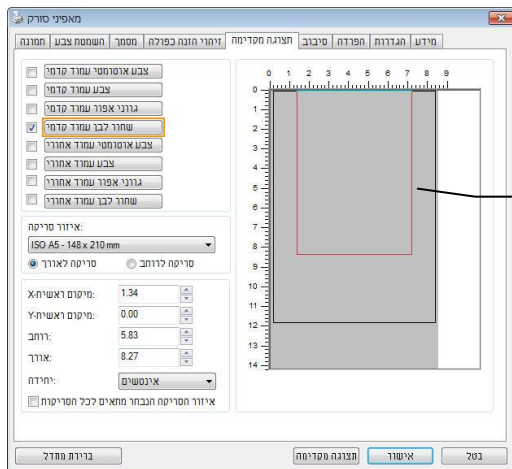 מאפיני סורק
תמונה השמטת צבע מסמך זיהוי הזנה כפולה תצוגה מקדימה סיבוב הפרדה הגדרות מידע
צבע אוטומטי עמוד קדמי
צבע עמוד קדמי
גרוני אפור עמוד קדמי
שחור לבן עמוד קדמי
צבע אוטומטי עמוד אחורי
צבע עמוד אחורי
גרוני אפור עמוד אחורי
שחור לבן עמוד אחורי
איזור סריקה:
ISO A5 - 148 x 210 mm
סריקה לאורך סריקה לרוחב
מיקום ראשית-X: 1.34
מיקום ראשית-Y: 0.00
רוחב: 5.83
אורך: 8.27
יחידה: אינטשים
איזור הסריקה הנבחר מתאים לכל הסריקות
0 1 2 3 4 5 6 7 8 9
0
1
2
3
4
5
6
7
8
9
10
11
12
13
14
ברירת מחדל תצוגה מקדימה אישור בטל